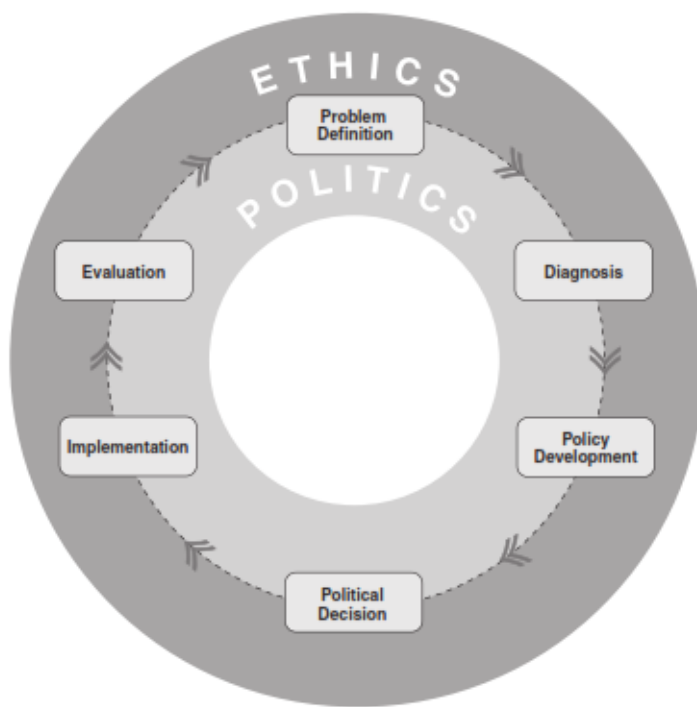 ETHICS
Problem
Definition
POLITICS
Evaluation
Diagnosis
Implementation
Policy
Development
Political
Decision